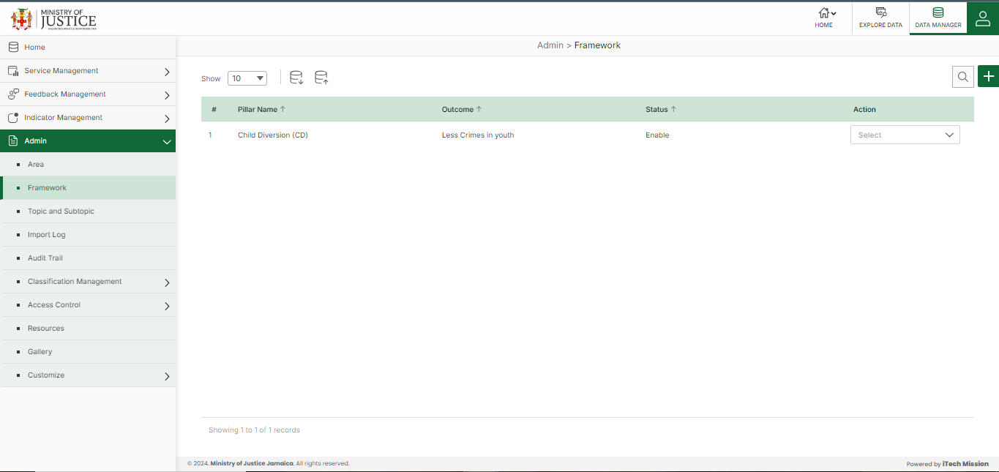 MINISTRY OF
JUSTICE
HOME
EXPLORE DATA
DATA MANAGER
Home
Service Management
Feedback Management
Indicator Management
Admin
Area
Framework
Topic and Subtopic
Import Log
Audit Trail
Classification Management
Access Control
Resources
Gallery
Customize
Admin > Framework
Show 10
# Pillar Name ↑ Outcome ↑ Status ↑ Action
1 Child Diversion (CD) Less Crimes in youth Enable Select
Showing 1 to 1 of 1 records
© 2024. Ministry of Justice Jamaica. All rights reserved.
Powered by iTech Mission